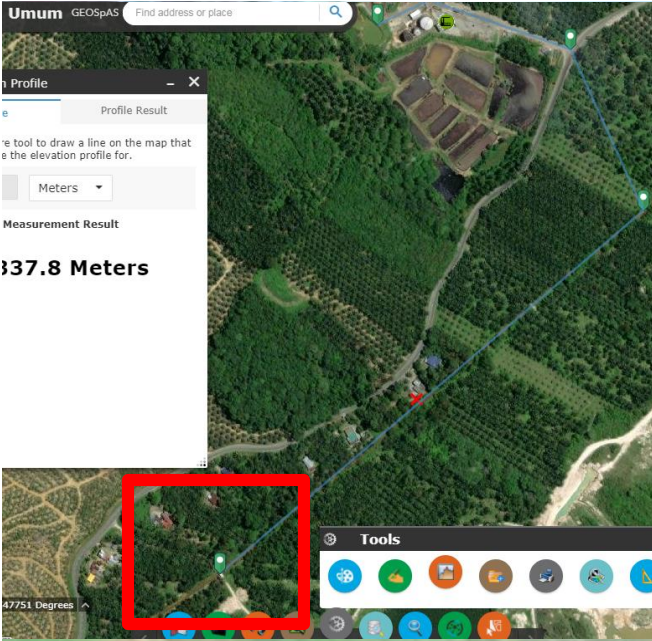 Umum GEOSpAS Find address or place
n Profile
e Profile Result
re tool to draw a line on the map that
e the elevation profile for.
Meters
Measurement Result
337.8 Meters
Tools
47751 Degrees